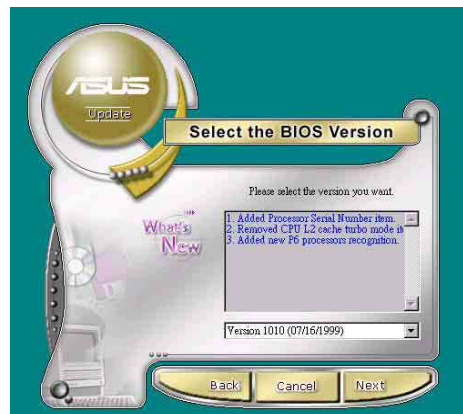 ASUS
Update
Select the BIOS Version
Please select the version you want.
What's
New
1. Added Processor Serial Number item.
2. Removed CPU L2 cache turbo mode it
3. Added new P6 processors recognition.
Version 1010 (07/16/1999)
Back
Cancel
Next